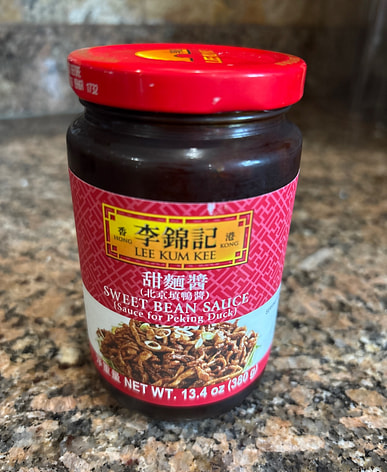 1732
香
HONG
李錦記
LEE KUM KEE
港
KONG
甜麵醬
(北京填鴨醬)
SWEET BEAN SAUCE
(Sauce for Peking Duck)
NET WT. 13.4 oz (380 g)